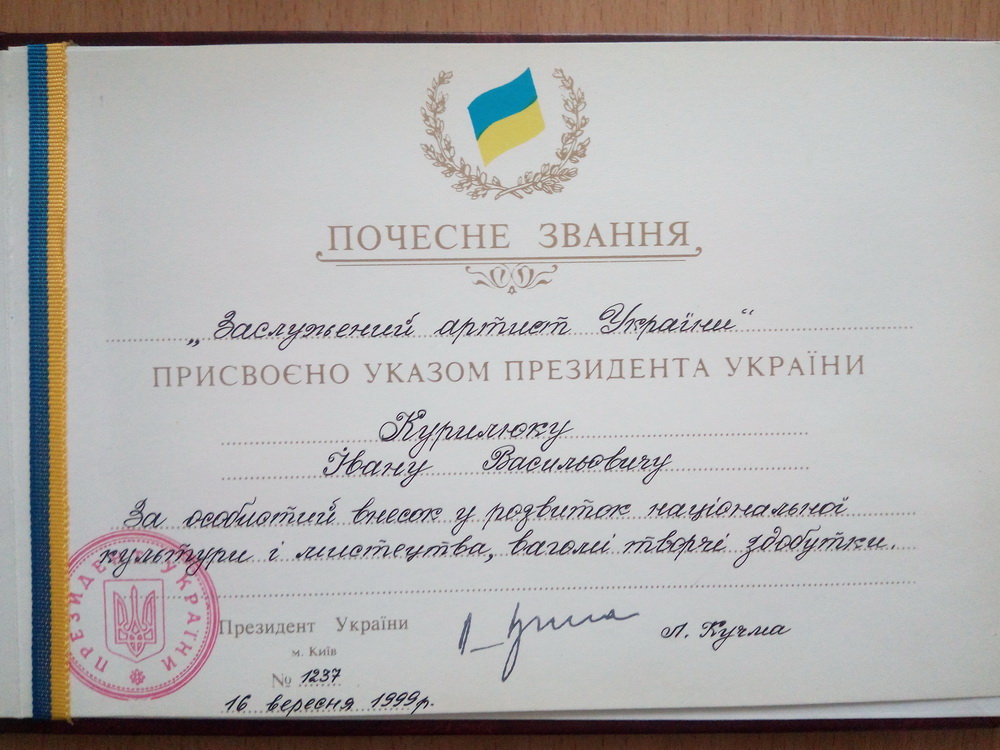 ПОЧЕСНЕ ЗВАННЯ
„Заслужений артист України“
ПРИСВОЄНО УКАЗОМ ПРЕЗИДЕНТА УКРАЇНИ
Курилюку
Івану Васильовичу
За особистий внесок у розвиток національної
культури і мистецтва, вагомі творчі здобутки.
ПРЕЗИДЕНТ УКРАЇНИ
Президент України
Л. Кучма
м. Київ
№ 1237
16 вересня 1999р.